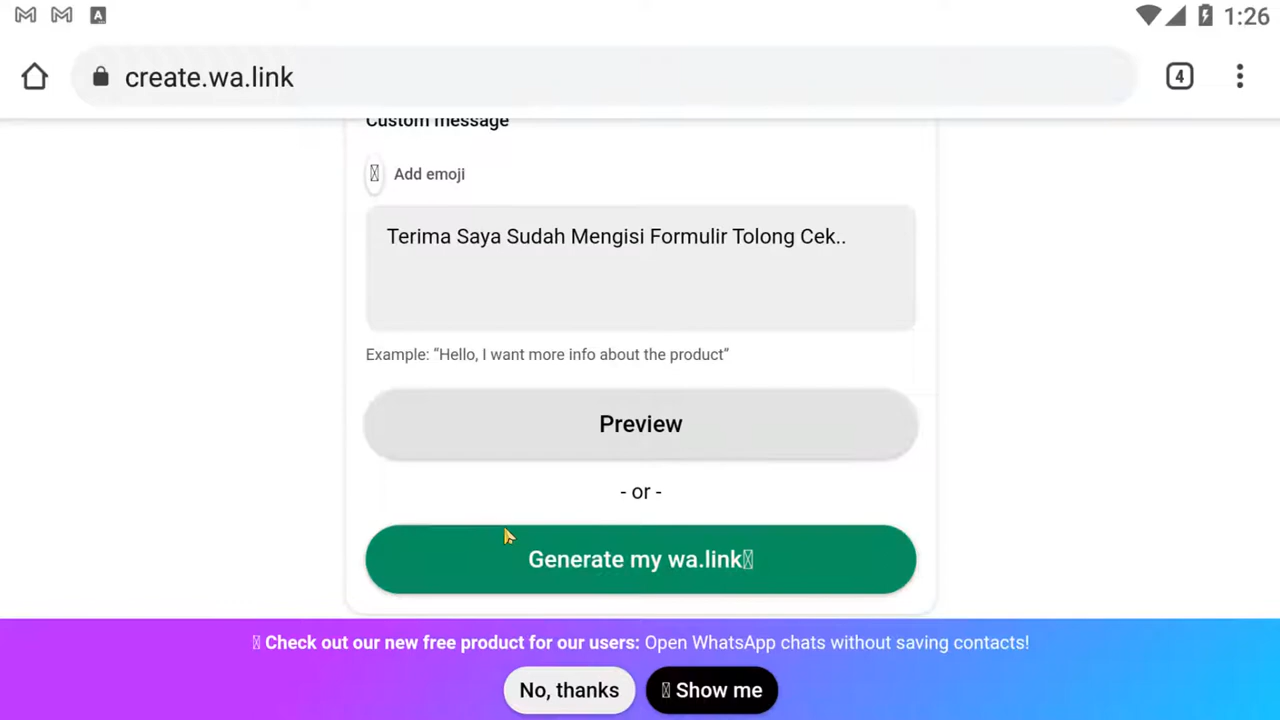 1:26
create.wa.link
4
Custom message
Add emoji
Terima Saya Sudah Mengisi Formulir Tolong Cek..
Example: “Hello, I want more info about the product”
Preview
- or -
Generate my wa.link
Check out our new free product for our users: Open WhatsApp chats without saving contacts!
No, thanks
Show me